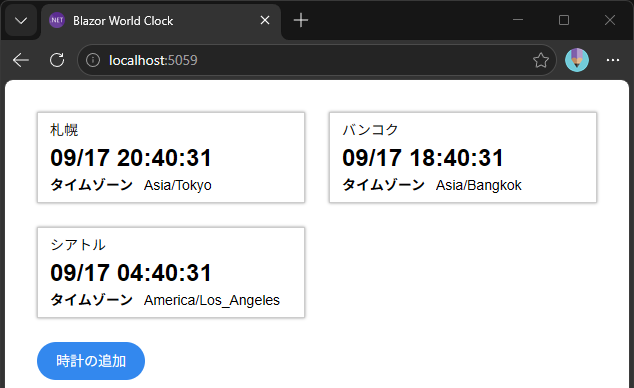 .NET Blazor World Clock
localhost:5059
札幌
09/17 20:40:31
タイムゾーン Asia/Tokyo
バンコク
09/17 18:40:31
タイムゾーン Asia/Bangkok
シアトル
09/17 04:40:31
タイムゾーン America/Los_Angeles
時計の追加